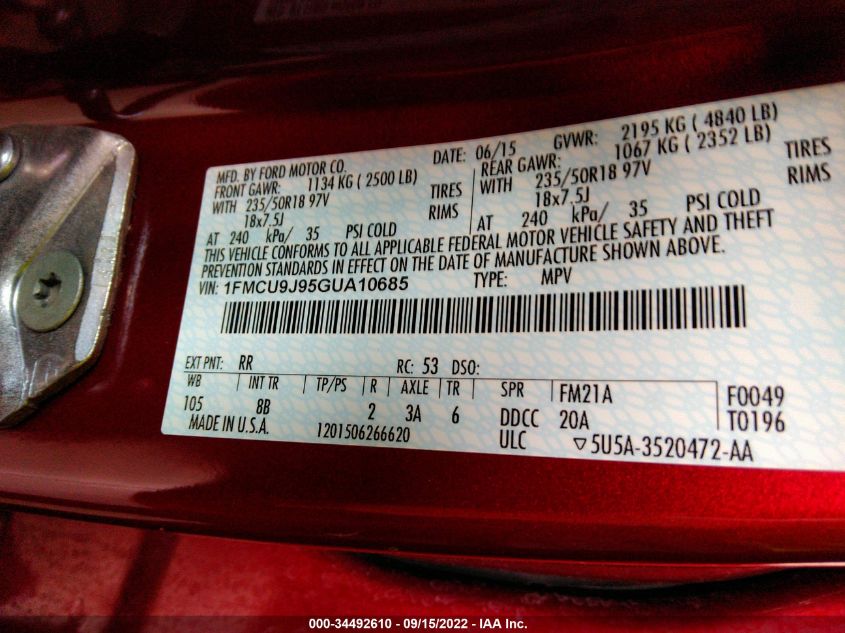 MFD. BY FORD MOTOR CO. DATE: 06/15 GVWR: 2195 KG ( 4840 LB)
FRONT GAWR: 1134 KG ( 2500 LB) REAR GAWR: 1067 KG ( 2352 LB)
WITH 235/50R18 97V TIRES WITH 235/50R18 97V TIRES
18x7.5J RIMS 18x7.5J RIMS
AT 240 kPa/ 35 PSI COLD AT 240 kPa/ 35 PSI COLD
THIS VEHICLE CONFORMS TO ALL APPLICABLE FEDERAL MOTOR VEHICLE SAFETY AND THEFT
PREVENTION STANDARDS IN EFFECT ON THE DATE OF MANUFACTURE SHOWN ABOVE.
VIN: 1FMCU9J95GUA10685 TYPE: MPV
EXT PNT: RR RC: 53 DSO:
WB INT TR TP/PS R AXLE TR SPR FM21A F0049
105 8B 2 3A 6 DDCC 20A T0196
MADE IN U.S.A. 1201506266620 ULC ▽5U5A-3520472-AA
000-34492610 - 09/15/2022 - IAA Inc.